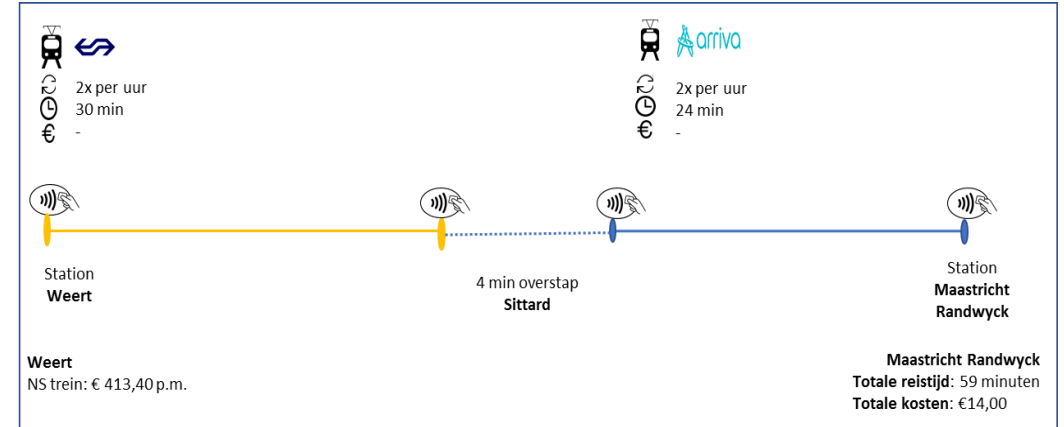 arriva
2x per uur
30 min
€ -
2x per uur
24 min
€ -
Station
Weert
4 min overstap
Sittard
Station
Maastricht
Randwyck
Weert
NS trein: € 413,40 p.m.
Maastricht Randwyck
Totale reistijd: 59 minuten
Totale kosten: €14,00